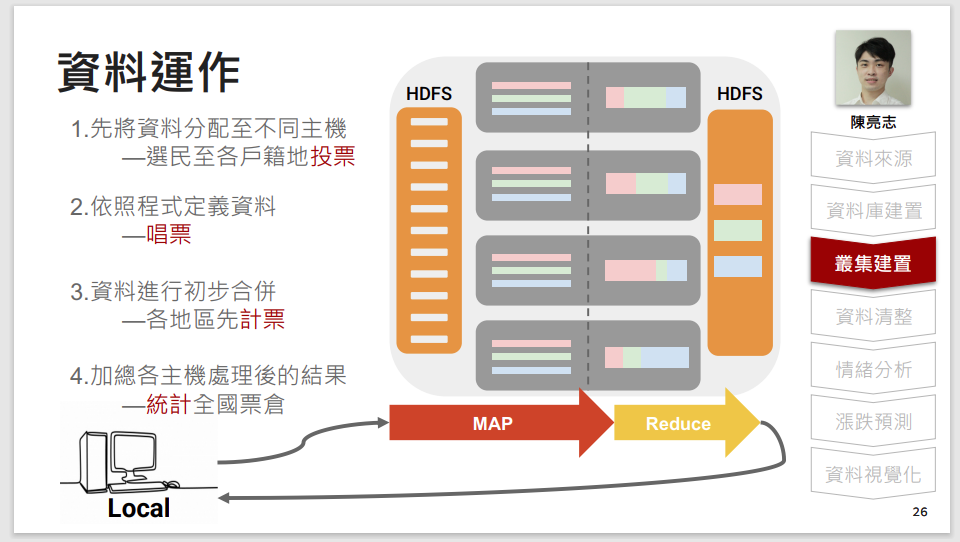 資料運作
1.先將資料分配至不同主機
—選民至各戶籍地投票
2.依照程式定義資料
—唱票
3.資料進行初步合併
—各地區先計票
4.加總各主機處理後的結果
—統計全國票倉
Local
HDFS
HDFS
MAP
Reduce
陳亮志
資料來源
資料庫建置
叢集建置
資料清整
情緒分析
漲跌預測
資料視覺化
26